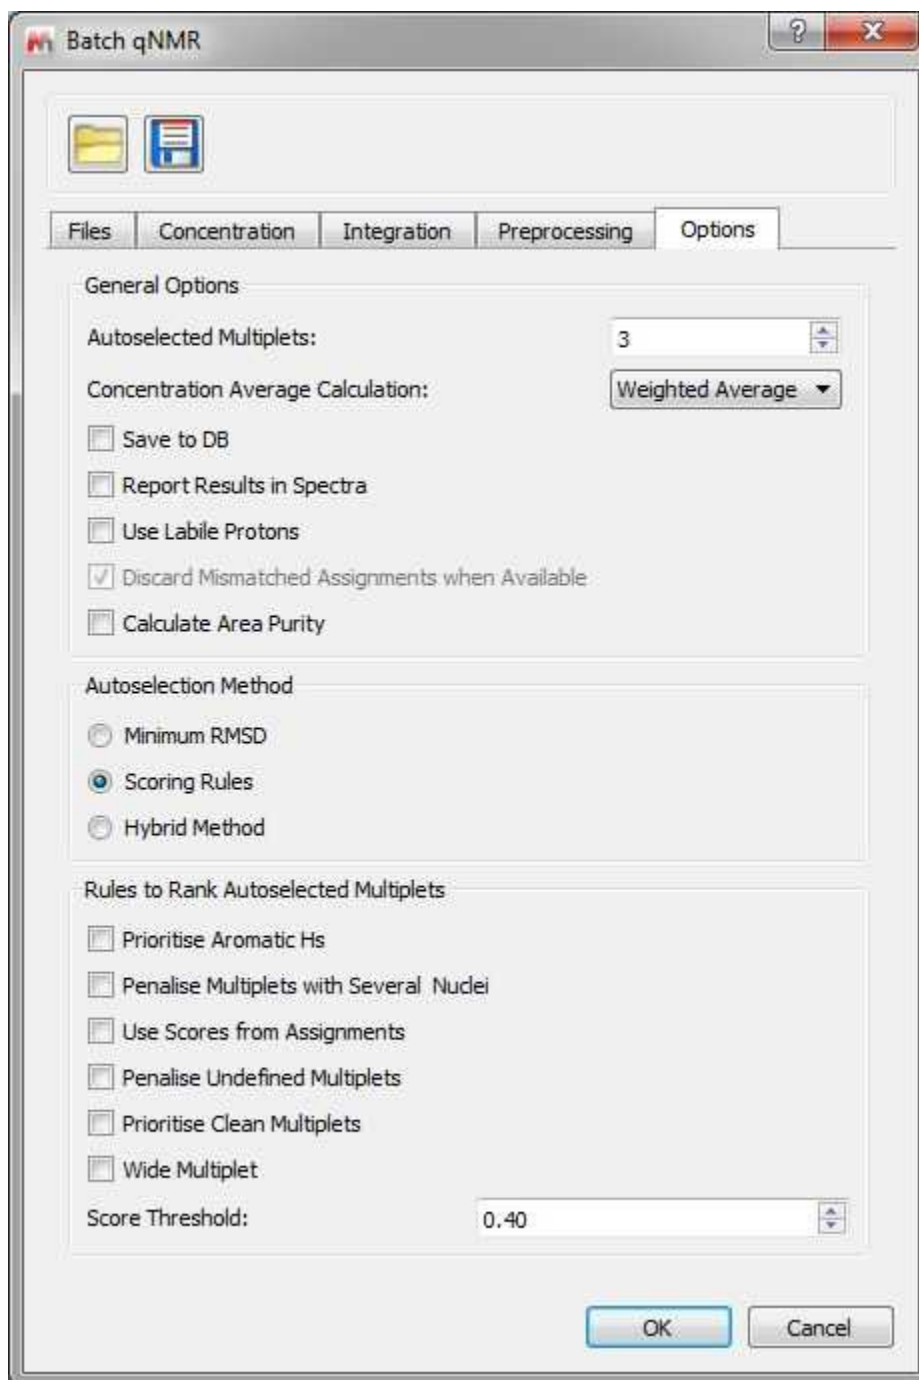 Batch qNMR
?
Files Concentration Integration Preprocessing Options
General Options
Autoselected Multiplets: 3
Concentration Average Calculation: Weighted Average
Save to DB
Report Results in Spectra
Use Labile Protons
Discard Mismatched Assignments when Available
Calculate Area Purity
Autoselection Method
Minimum RMSD
Scoring Rules
Hybrid Method
Rules to Rank Autoselected Multiplets
Prioritise Aromatic Hs
Penalise Multiplets with Several Nuclei
Use Scores from Assignments
Penalise Undefined Multiplets
Prioritise Clean Multiplets
Wide Multiplet
Score Threshold: 0.40
OK Cancel